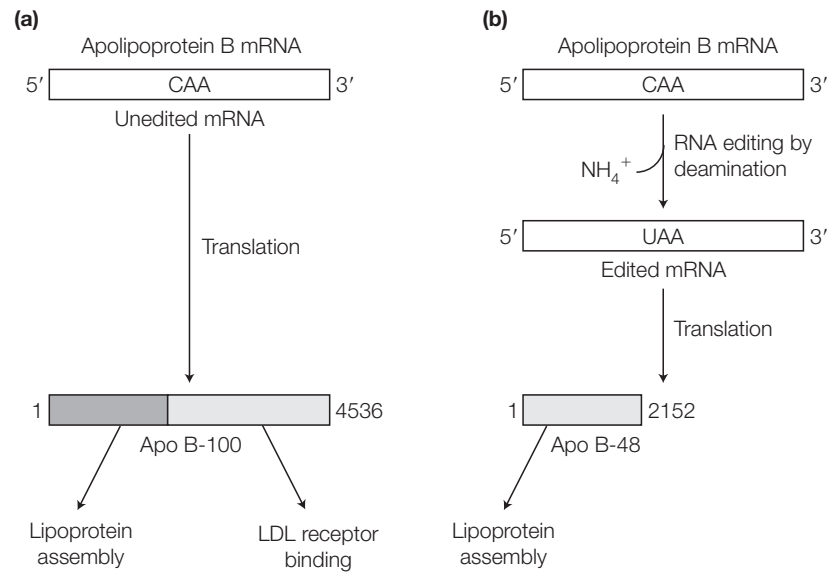 (a)
Apolipoprotein B mRNA
5′ CAA 3′
Unedited mRNA
Translation
1 4536
Apo B-100
Lipoprotein
assembly
LDL receptor
binding
(b)
Apolipoprotein B mRNA
5′ CAA 3′
RNA editing by
deamination
NH₄⁺
5′ UAA 3′
Edited mRNA
Translation
1 2152
Apo B-48
Lipoprotein
assembly